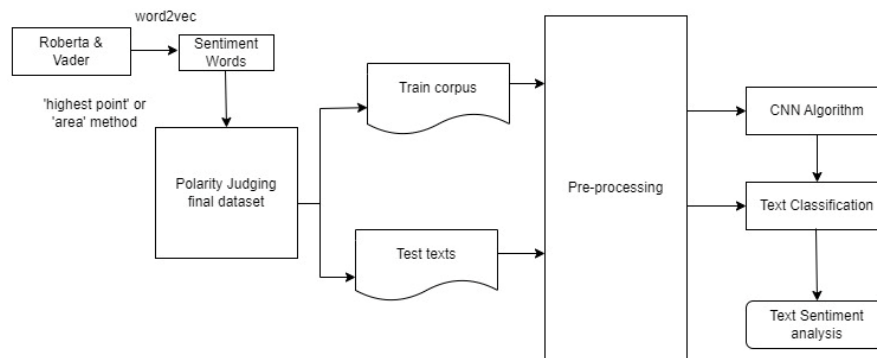 word2vec
Roberta &
Vader
Sentiment
Words
'highest point' or
'area' method
Polarity Judging
final dataset
Train corpus
Test texts
Pre-processing
CNN Algorithm
Text Classification
Text Sentiment
analysis